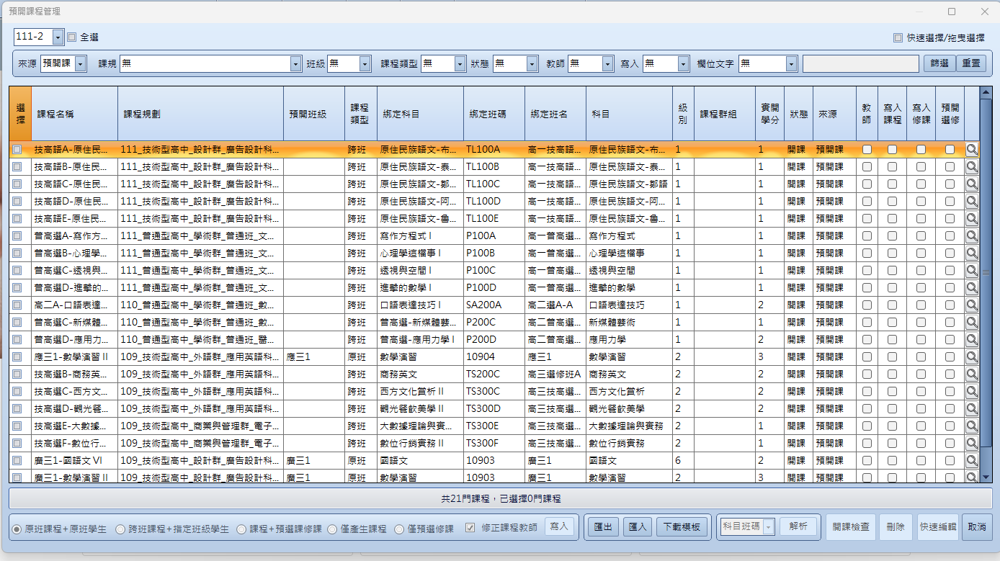 預開課程管理
111-2 全選 快速選擇/拖曳選擇
來源 預開課 課規 無 班級 無 課程類型 無 狀態 無 教師 無 寫入 無 欄位文字 無 篩選 重置
選擇 課程名稱 課程規劃 預開班級 課程類型 綁定科目 綁定班碼 綁定班名 科目 級別 課程群組 實開學分 狀態 來源 教師 寫入課程 寫入修課 預開選修
技高語A-原住民... 111_技術型高中_設計群_廣告設計科... 跨班 原住民族語文-布... TL100A 高一技高語... 原住民族語文-布... 1 1 開課 預開課
技高語B-原住民... 111_技術型高中_設計群_廣告設計科... 跨班 原住民族語文-泰... TL100B 高一技高語... 原住民族語文-泰... 1 1 開課 預開課
技高語C-原住民... 111_技術型高中_設計群_廣告設計科... 跨班 原住民族語文-鄒... TL100C 高一技高語... 原住民族語文-鄒語 1 1 開課 預開課
技高語D-原住民... 111_技術型高中_設計群_廣告設計科... 跨班 原住民族語文-阿... TL100D 高一技高語... 原住民族語文-阿... 1 1 開課 預開課
技高語E-原住民... 111_技術型高中_設計群_廣告設計科... 跨班 原住民族語文-魯... TL100E 高一技高語... 原住民族語文-魯... 1 1 開課 預開課
普高選A-寫作方... 111_普通型高中_學術群_普通班_文... 跨班 寫作方程式 I P100A 高一普高選... 寫作方程式 1 1 開課 預開課
普高選B-心理學... 111_普通型高中_學術群_普通班_文... 跨班 心理學這檔事 I P100B 高一普高選... 心理學這檔事 1 1 開課 預開課
普高選C-透視與... 111_普通型高中_學術群_普通班_文... 跨班 透視與空間 I P100C 高一普高選... 透視與空間 1 1 開課 預開課
普高選D-進擊的... 111_普通型高中_學術群_普通班_文... 跨班 進擊的數學 I P100D 高一普高選... 進擊的數學 1 1 開課 預開課
高二A-口語表達... 110_普通型高中_學術群_普通班_數... 跨班 口語表達技巧 I SA200A 高二選A-A 口語表達技巧 1 2 開課 預開課
普高選C-新媒體... 110_普通型高中_學術群_普通班_數... 跨班 普高選-新媒體藝... P200C 高二普高選... 新媒體藝術 1 1 開課 預開課
普高選D-應用力... 110_普通型高中_學術群_普通班_醫... 跨班 普高選-應用力學 I P200D 高二普高選... 應用力學 1 2 開課 預開課
應三1-數學演習 II 109_技術型高中_外語群_應用英語科... 應三1 原班 數學演習 10904 應三1 數學演習 2 3 開課 預開課
技高選B-商務英... 109_技術型高中_外語群_應用英語科... 跨班 商務英文 TS200C 高三選修班A 商務英文 2 2 開課 預開課
技高選C-西方文... 109_技術型高中_外語群_應用英語科... 跨班 西方文化賞析 II TS300C 高三技高選... 西方文化賞析 2 2 開課 預開課
技高選D-觀光餐... 109_技術型高中_外語群_應用英語科... 跨班 觀光餐飲美學 II TS300D 高三技高選... 觀光餐飲美學 2 2 開課 預開課
技高選E-大數據... 109_技術型高中_商業與管理群_電子... 跨班 大數據理論與實... TS300E 高三技高選... 大數據理論與實務 2 1 開課 預開課
技高選F-數位行... 109_技術型高中_商業與管理群_電子... 跨班 數位行銷實務 II TS300F 高三技高選... 數位行銷實務 2 1 開課 預開課
廣三1-國語文 VI 109_技術型高中_設計群_廣告設計科... 廣三1 原班 國語文 10903 廣三1 國語文 6 2 開課 預開課
廣三1-數學演習 II 109_技術型高中_設計群_廣告設計科... 廣三1 原班 數學演習 10903 廣三1 數學演習 2 3 開課 預開課
共21門課程，已選擇0門課程
原班課程+原班學生 跨班課程+指定班級學生 課程+預選課修課 僅產生課程 僅預選修課 修正課程教師 寫入 匯出 匯入 下載模板 科目班碼 解析 開課檢查 刪除 快速編輯 取消